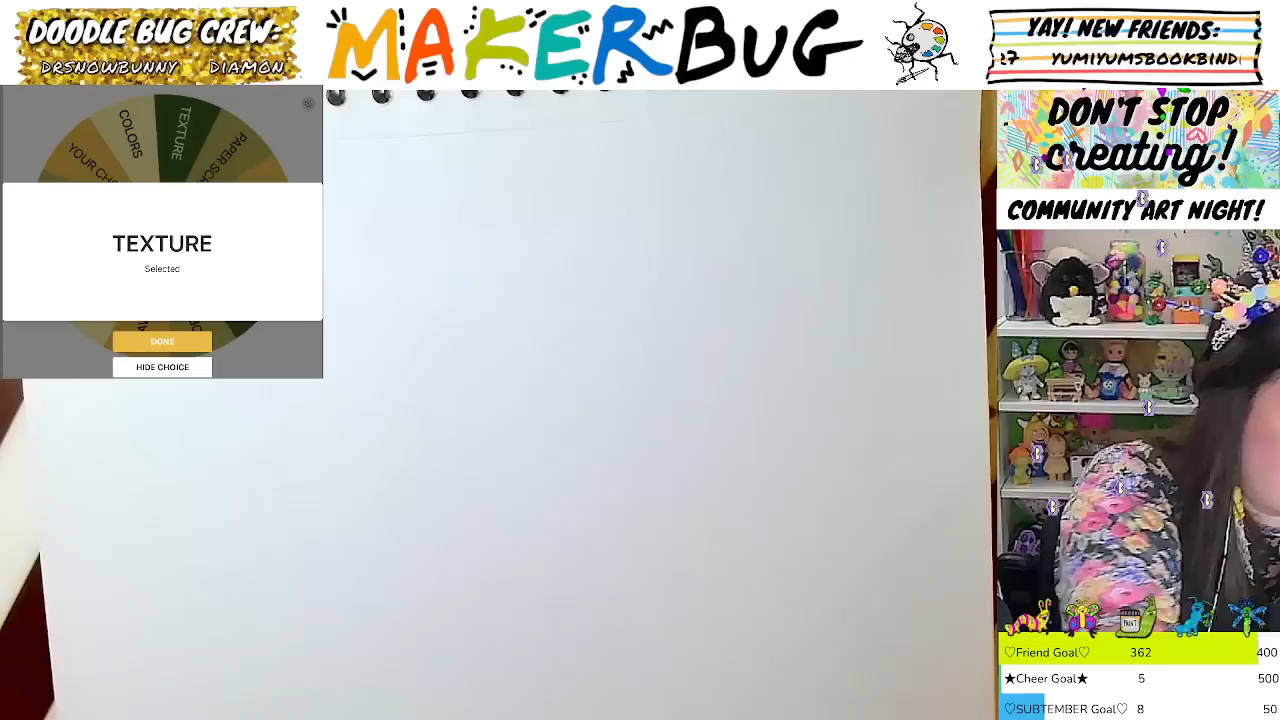 DOODLE BUG CREW:
DRSNOWBUNNY DIAMON
MAKERBUG
YAY! NEW FRIENDS:
YUMIYUMSBOOKBIND
DON'T STOP
creating!
COMMUNITY ART NIGHT!
COLORS
TEXTURE
YOUR CHO
PAPER SC
TEXTURE
Selected
DONE
HIDE CHOICE
PAINT
♡Friend Goal♡ 362 400
★Cheer Goal★ 5 500
♡SUBTEMBER Goal♡ 8 50